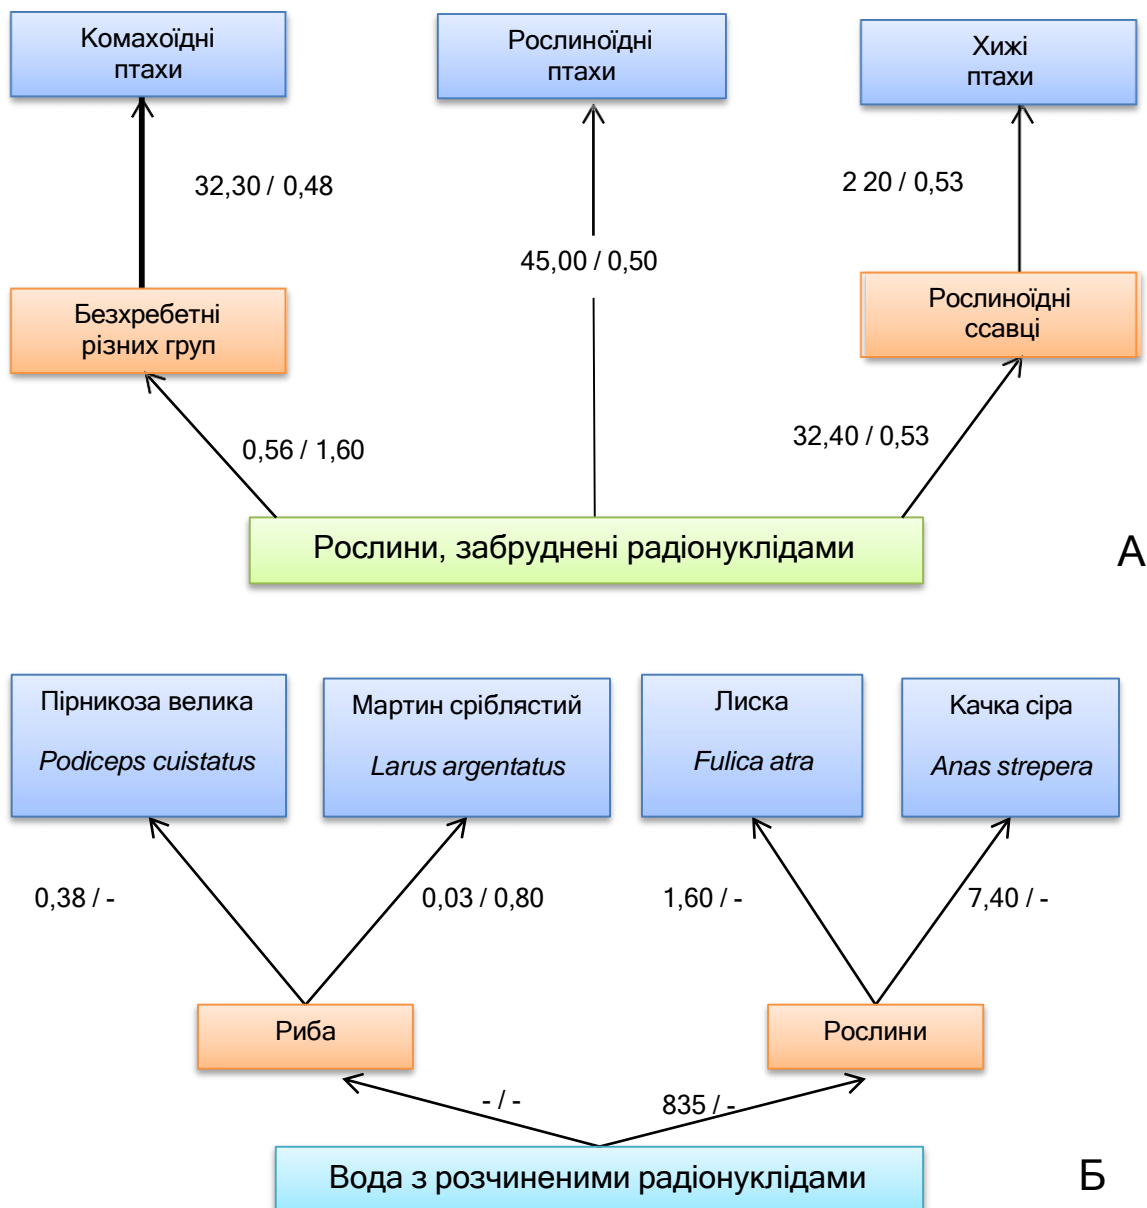 Комахоїдні
птахи
Рослиноїдні
птахи
Хижі
птахи
32,30 / 0,48
2 20 / 0,53
45,00 / 0,50
Безхребетні
різних груп
Рослиноїдні
ссавці
0,56 / 1,60
32,40 / 0,53
Рослини, забруднені радіонуклідами
А
Пірникоза велика
Podiceps cuistatus
Мартин сріблястий
Larus argentatus
Лиска
Fulica atra
Качка сіра
Anas strepera
0,38 / -
0,03 / 0,80
1,60 / -
7,40 / -
Риба
Рослини
- / -
835 / -
Вода з розчиненими радіонуклідами
Б